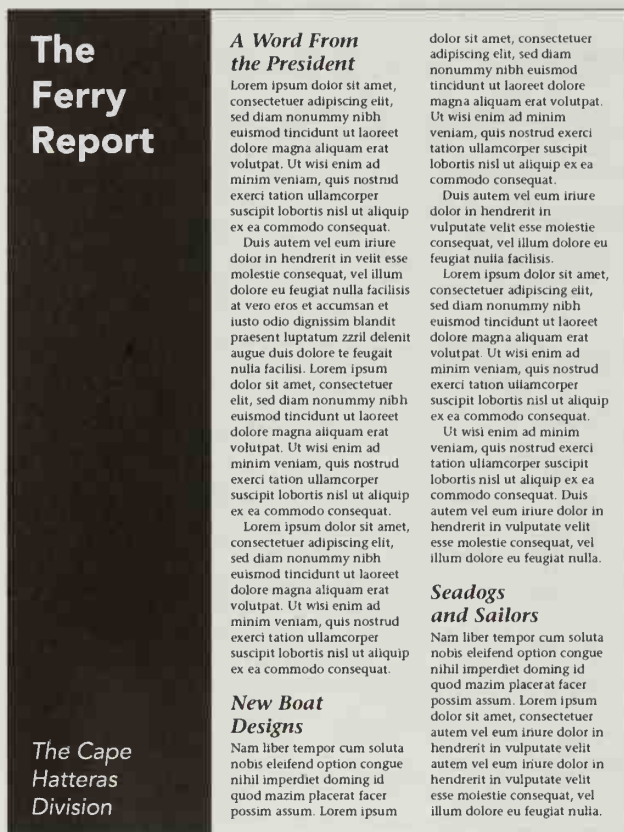 The
Ferry
Report
The Cape
Hatteras
Division
A Word From
the President
Lorem ipsum dolor sit amet,
consectetuer adipiscing elit,
sed diam nonummy nibh
euismod tincidunt ut laoreet
dolore magna aliquam erat
volutpat. Ut wisi enim ad
minim veniam, quis nostrud
exerci tation ullamcorper
suscipit lobortis nisl ut aliquip
ex ea commodo consequat.
Duis autem vel eum iriure
dolor in hendrerit in velit esse
molestie consequat, vel illum
dolore eu feugiat nulla facilisis
at vero eros et accumsan et
iusto odio dignissim blandit
praesent luptatum zzril delenit
augue duis dolore te feugait
nulla facilisi. Lorem ipsum
dolor sit amet, consectetuer
elit, sed diam nonummy nibh
euismod tincidunt ut laoreet
dolore magna aliquam erat
volutpat. Ut wisi enim ad
minim veniam, quis nostrud
exerci tation ullamcorper
suscipit lobortis nisl ut aliquip
ex ea commodo consequat.
Lorem ipsum dolor sit amet,
consectetuer adipiscing elit,
sed diam nonummy nibh
euismod tincidunt ut laoreet
dolore magna aliquam erat
volutpat. Ut wisi enim ad
minim veniam, quis nostrud
exerci tation ullamcorper
suscipit lobortis nisl ut aliquip
ex ea commodo consequat.
New Boat
Designs
Nam liber tempor cum soluta
nobis eleifend option congue
nihil imperdiet doming id
quod mazim placerat facer
possim assum. Lorem ipsum
dolor sit amet, consectetuer
adipiscing elit, sed diam
nonummy nibh euismod
tincidunt ut laoreet dolore
magna aliquam erat volutpat.
Ut wisi enim ad minim
veniam, quis nostrud exerci
tation ullamcorper suscipit
lobortis nisl ut aliquip ex ea
commodo consequat.
Duis autem vel eum iriure
dolor in hendrerit in
vulputate velit esse molestie
consequat, vel illum dolore eu
feugiat nulla facilisis.
Lorem ipsum dolor sit amet,
consectetuer adipiscing elit,
sed diam nonummy nibh
euismod tincidunt ut laoreet
dolore magna aliquam erat
volutpat. Ut wisi enim ad
minim veniam, quis nostrud
exerci tation ullamcorper
suscipit lobortis nisl ut aliquip
ex ea commodo consequat.
Ut wisi enim ad minim
veniam, quis nostrud exerci
tation ullamcorper suscipit
lobortis nisl ut aliquip ex ea
commodo consequat. Duis
autem vel eum iriure dolor in
hendrerit in vulputate velit
esse molestie consequat, vel
illum dolore eu feugiat nulla.
Seadogs
and Sailors
Nam liber tempor cum soluta
nobis eleifend option congue
nihil imperdiet doming id
quod mazim placerat facer
possim assum. Lorem ipsum
dolor sit amet, consectetuer
autem vel eum iriure dolor in
hendrerit in vulputate velit
autem vel eum iriure dolor in
hendrerit in vulputate velit
esse molestie consequat, vel
illum dolore eu feugiat nulla.